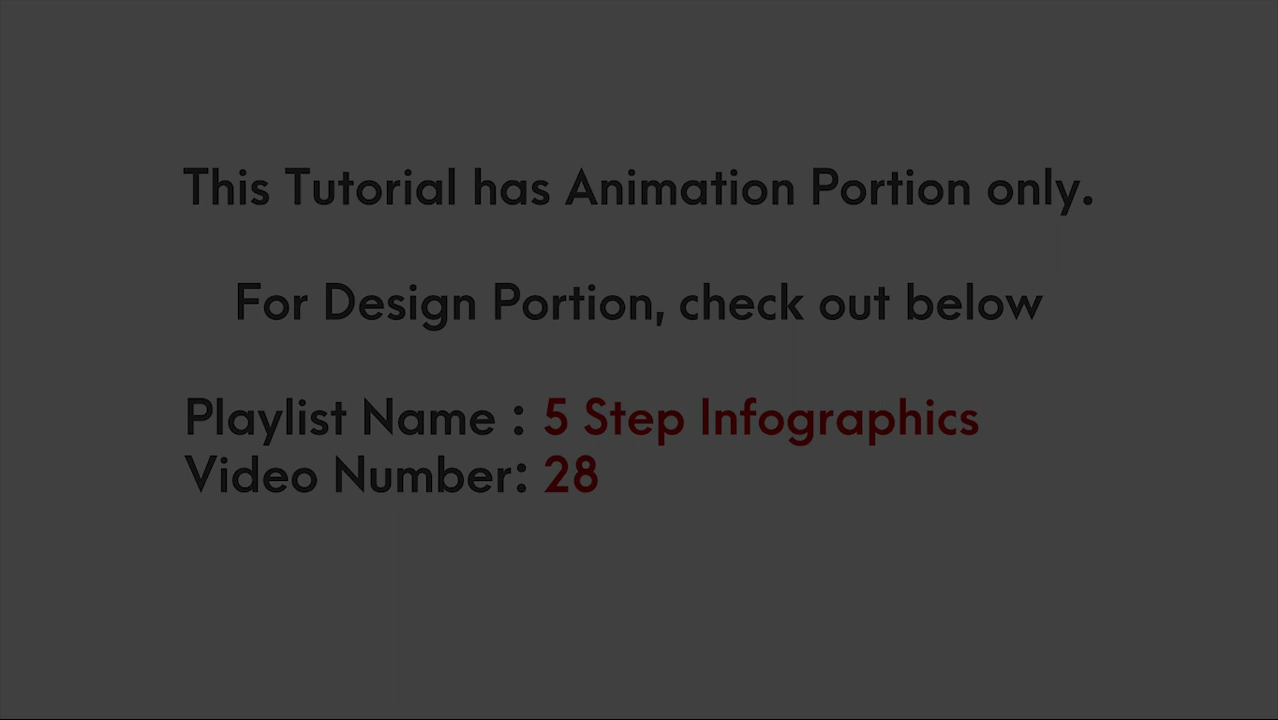 This Tutorial has Animation Portion only.
For Design Portion, check out below
Playlist Name : 5 Step Infographics
Video Number: 28